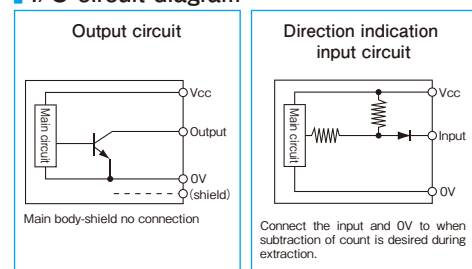 I/O circuit diagram
Output circuit
Main circuit
Vcc
Output
0V
(shield)
Main body-shield no connection
Direction indication
input circuit
Main circuit
Vcc
Input
0V
Connect the input and 0V to when
subtraction of count is desired during
extraction.